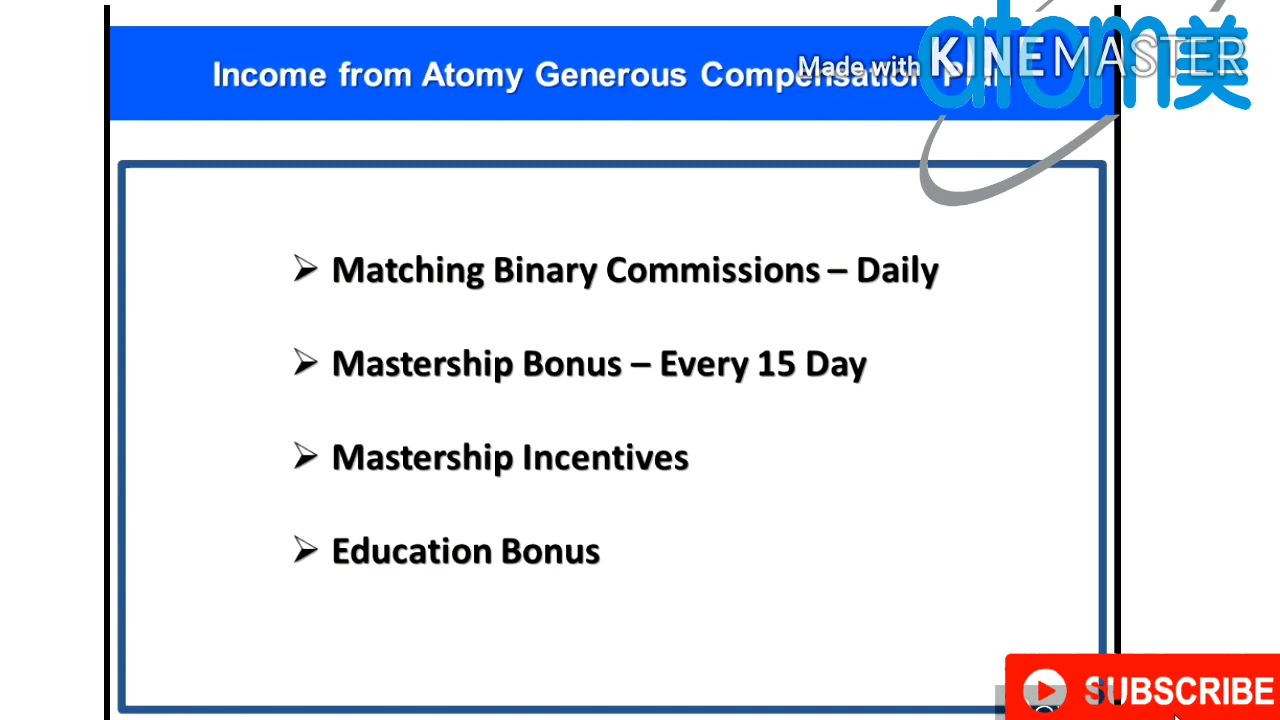 Income from Atomy Generous Compensation
Made with KINEMASTER
atom美
➢ Matching Binary Commissions – Daily
➢ Mastership Bonus – Every 15 Day
➢ Mastership Incentives
➢ Education Bonus
SUBSCRIBE